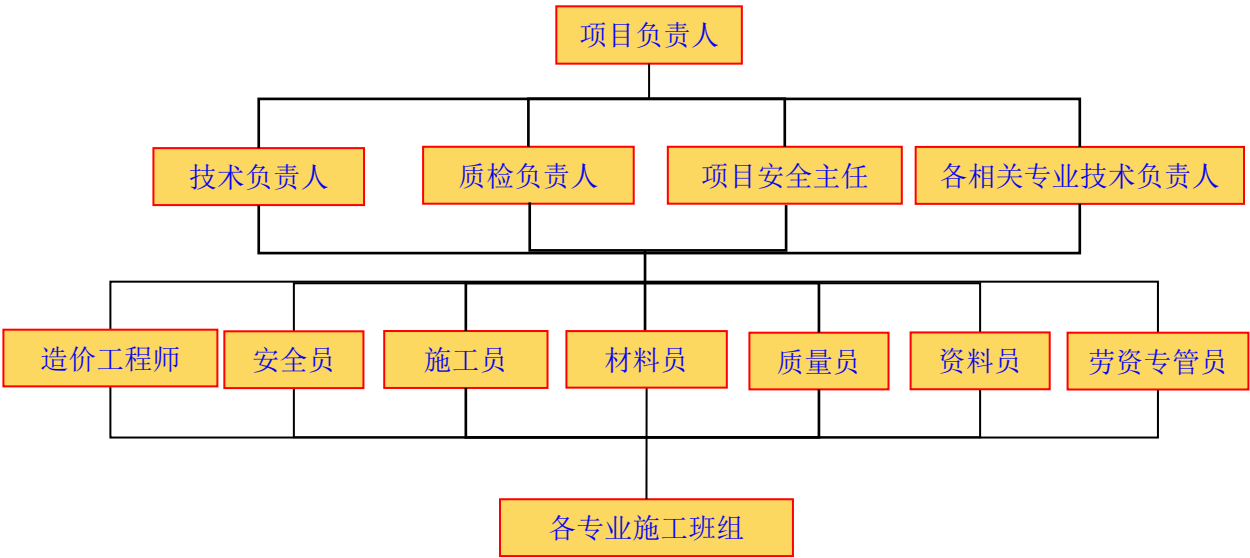 项目负责人
技术负责人
质检负责人
项目安全主任
各相关专业技术负责人
造价工程师
安全员
施工员
材料员
质量员
资料员
劳资专管员
各专业施工班组